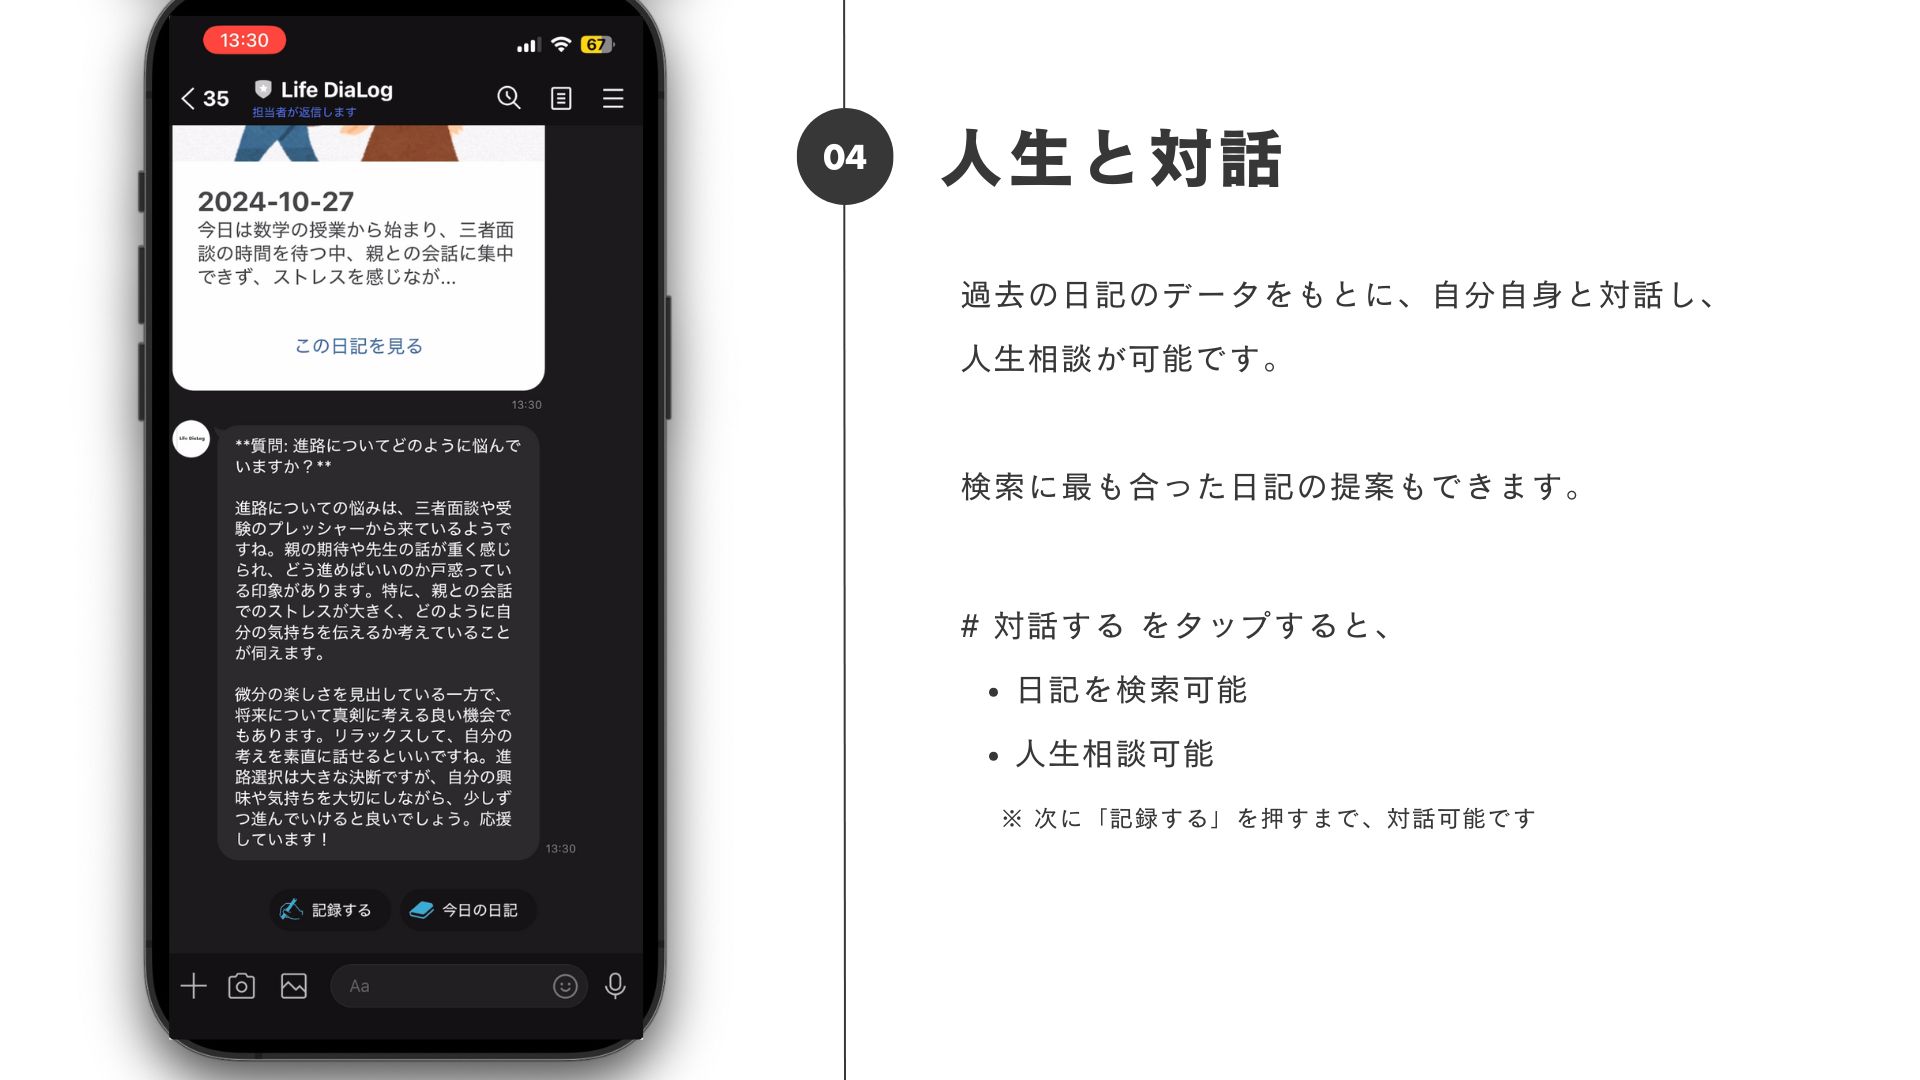 13:30
67
35
Life DiaLog
担当者が返信します
2024-10-27
今日は数学の授業から始まり、三者面
談の時間を待つ中、親との会話に集中
できず、ストレスを感じなが...
この日記を見る
13:30
Life DiaLog
**質問: 進路についてどのように悩んで
いますか？**
進路についての悩みは、三者面談や受
験のプレッシャーから来ているようで
すね。親の期待や先生の話が重く感じ
られ、どう進めばいいのか戸惑ってい
る印象があります。特に、親との会話
でのストレスが大きく、どのように自
分の気持ちを伝えるか考えていること
が伺えます。
微分の楽しさを見出している一方で、
将来について真剣に考える良い機会で
もあります。リラックスして、自分の
考えを素直に話せるといいですね。進
路選択は大きな決断ですが、自分の興
味や気持ちを大切にしながら、少しず
つ進んでいけると良いでしょう。応援
しています！
13:30
記録する
今日の日記
Aa
04
人生と対話
過去の日記のデータをもとに、自分自身と対話し、
人生相談が可能です。
検索に最も合った日記の提案もできます。
# 対話する をタップすると、
• 日記を検索可能
• 人生相談可能
※ 次に「記録する」を押すまで、対話可能です